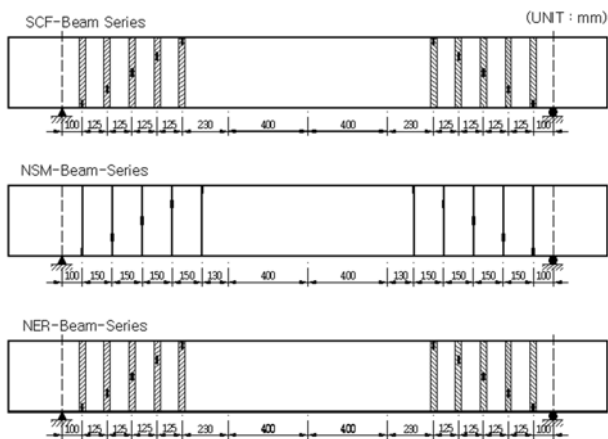 SCF-Beam Series (UNIT : mm)
100 125 125 125 125 230 400 400 230 125 125 125 125 100
NSM-Beam-Series
100 150 150 150 150 130 400 400 130 150 150 150 150 100
NER-Beam-Series
100 125 125 125 125 230 400 400 230 125 125 125 125 100